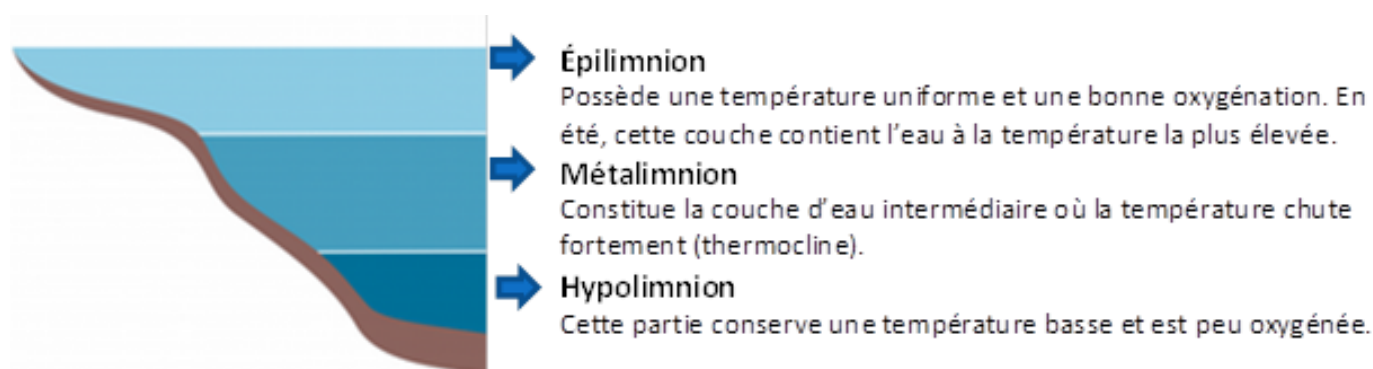 Épilimnion
Possède une température uniforme et une bonne oxygénation. En
été, cette couche contient l'eau à la température la plus élevée.
Métalimnion
Constitue la couche d'eau intermédiaire où la température chute
fortement (thermocline).
Hypolimnion
Cette partie conserve une température basse et est peu oxygénée.